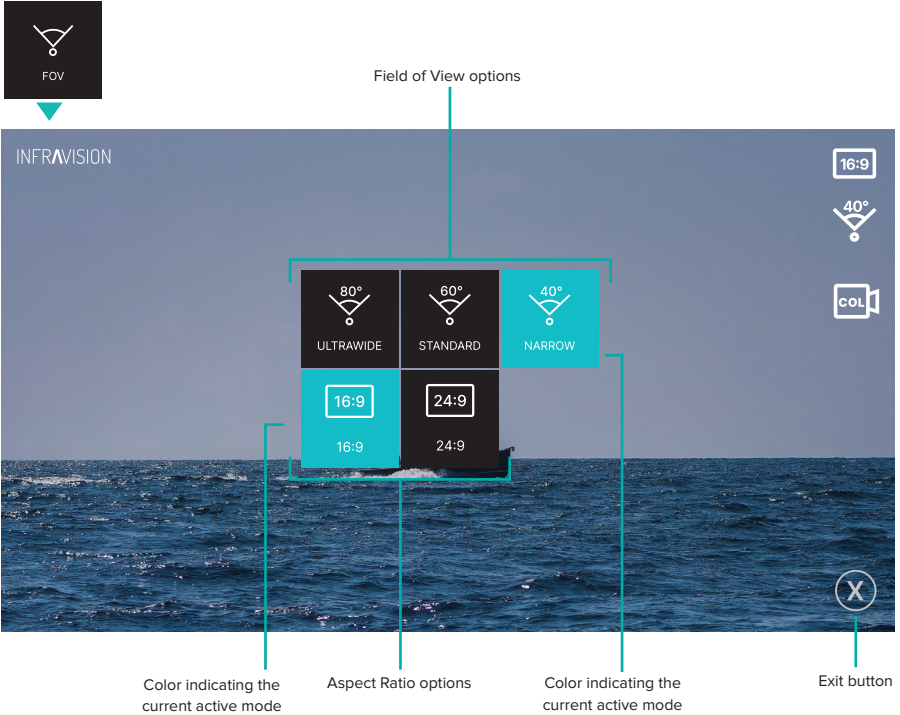 FOV
Field of View options
INFRAVISION
16:9
40°
COL
80°
ULTRAWIDE
60°
STANDARD
40°
NARROW
16:9
16:9
24:9
24:9
X
Color indicating the
current active mode
Aspect Ratio options
Color indicating the
current active mode
Exit button